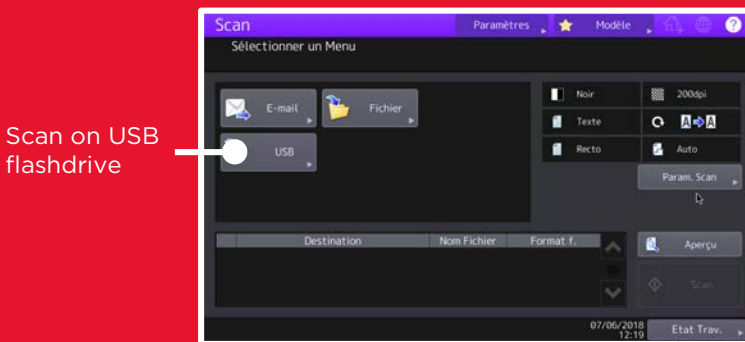 Scan on USB
flashdrive
Scan
Paramètres
Modèle
?
Sélectionner un Menu
E-mail
Fichier
USB
Noir
200dpi
Texte
A A
Recto
Auto
Param. Scan
Destination
Nom Fichier
Format f.
Aperçu
Scan
07/06/2018
12:19
Etat Trav.